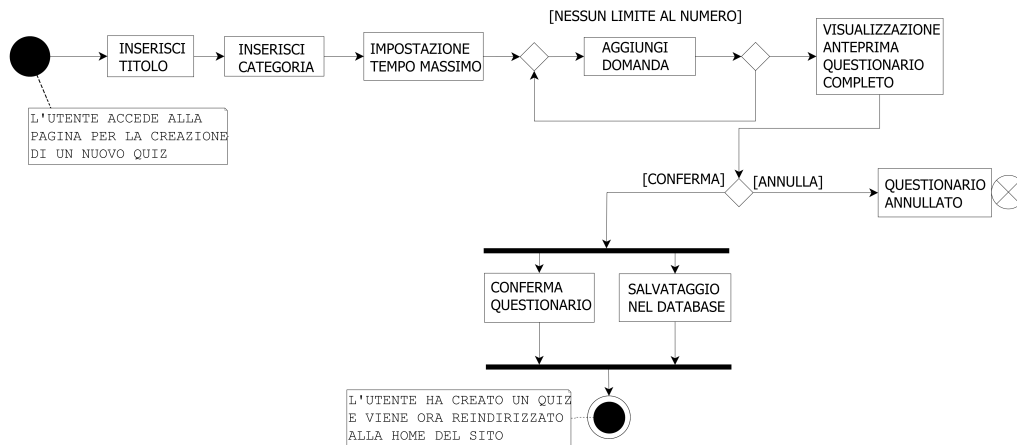 [NESSUN LIMITE AL NUMERO]
INSERISCI
TITOLO
INSERISCI
CATEGORIA
IMPOSTAZIONE
TEMPO MASSIMO
AGGIUNGI
DOMANDA
VISUALIZZAZIONE
ANTEPRIMA
QUESTIONARIO
COMPLETO
L'UTENTE ACCEDE ALLA
PAGINA PER LA CREAZIONE
DI UN NUOVO QUIZ
[CONFERMA]
[ANNULLA]
QUESTIONARIO
ANNULLATO
CONFERMA
QUESTIONARIO
SALVATAGGIO
NEL DATABASE
L'UTENTE HA CREATO UN QUIZ
E VIENE ORA REINDIRIZZATO
ALLA HOME DEL SITO